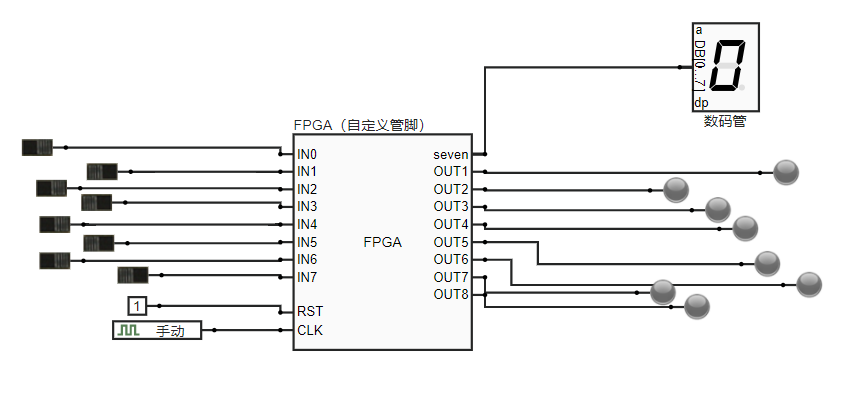 a
DB[0...7]
dp
数码管
FPGA（自定义管脚）
IN0
IN1
IN2
IN3
IN4
IN5
IN6
IN7
RST
CLK
FPGA
seven
OUT1
OUT2
OUT3
OUT4
OUT5
OUT6
OUT7
OUT8
1
手动